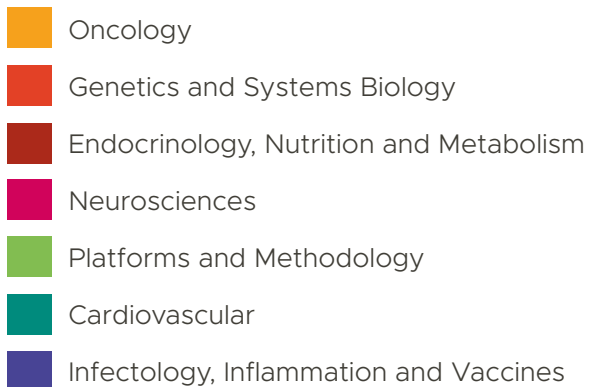 Oncology
Genetics and Systems Biology
Endocrinology, Nutrition and Metabolism
Neurosciences
Platforms and Methodology
Cardiovascular
Infectology, Inflammation and Vaccines